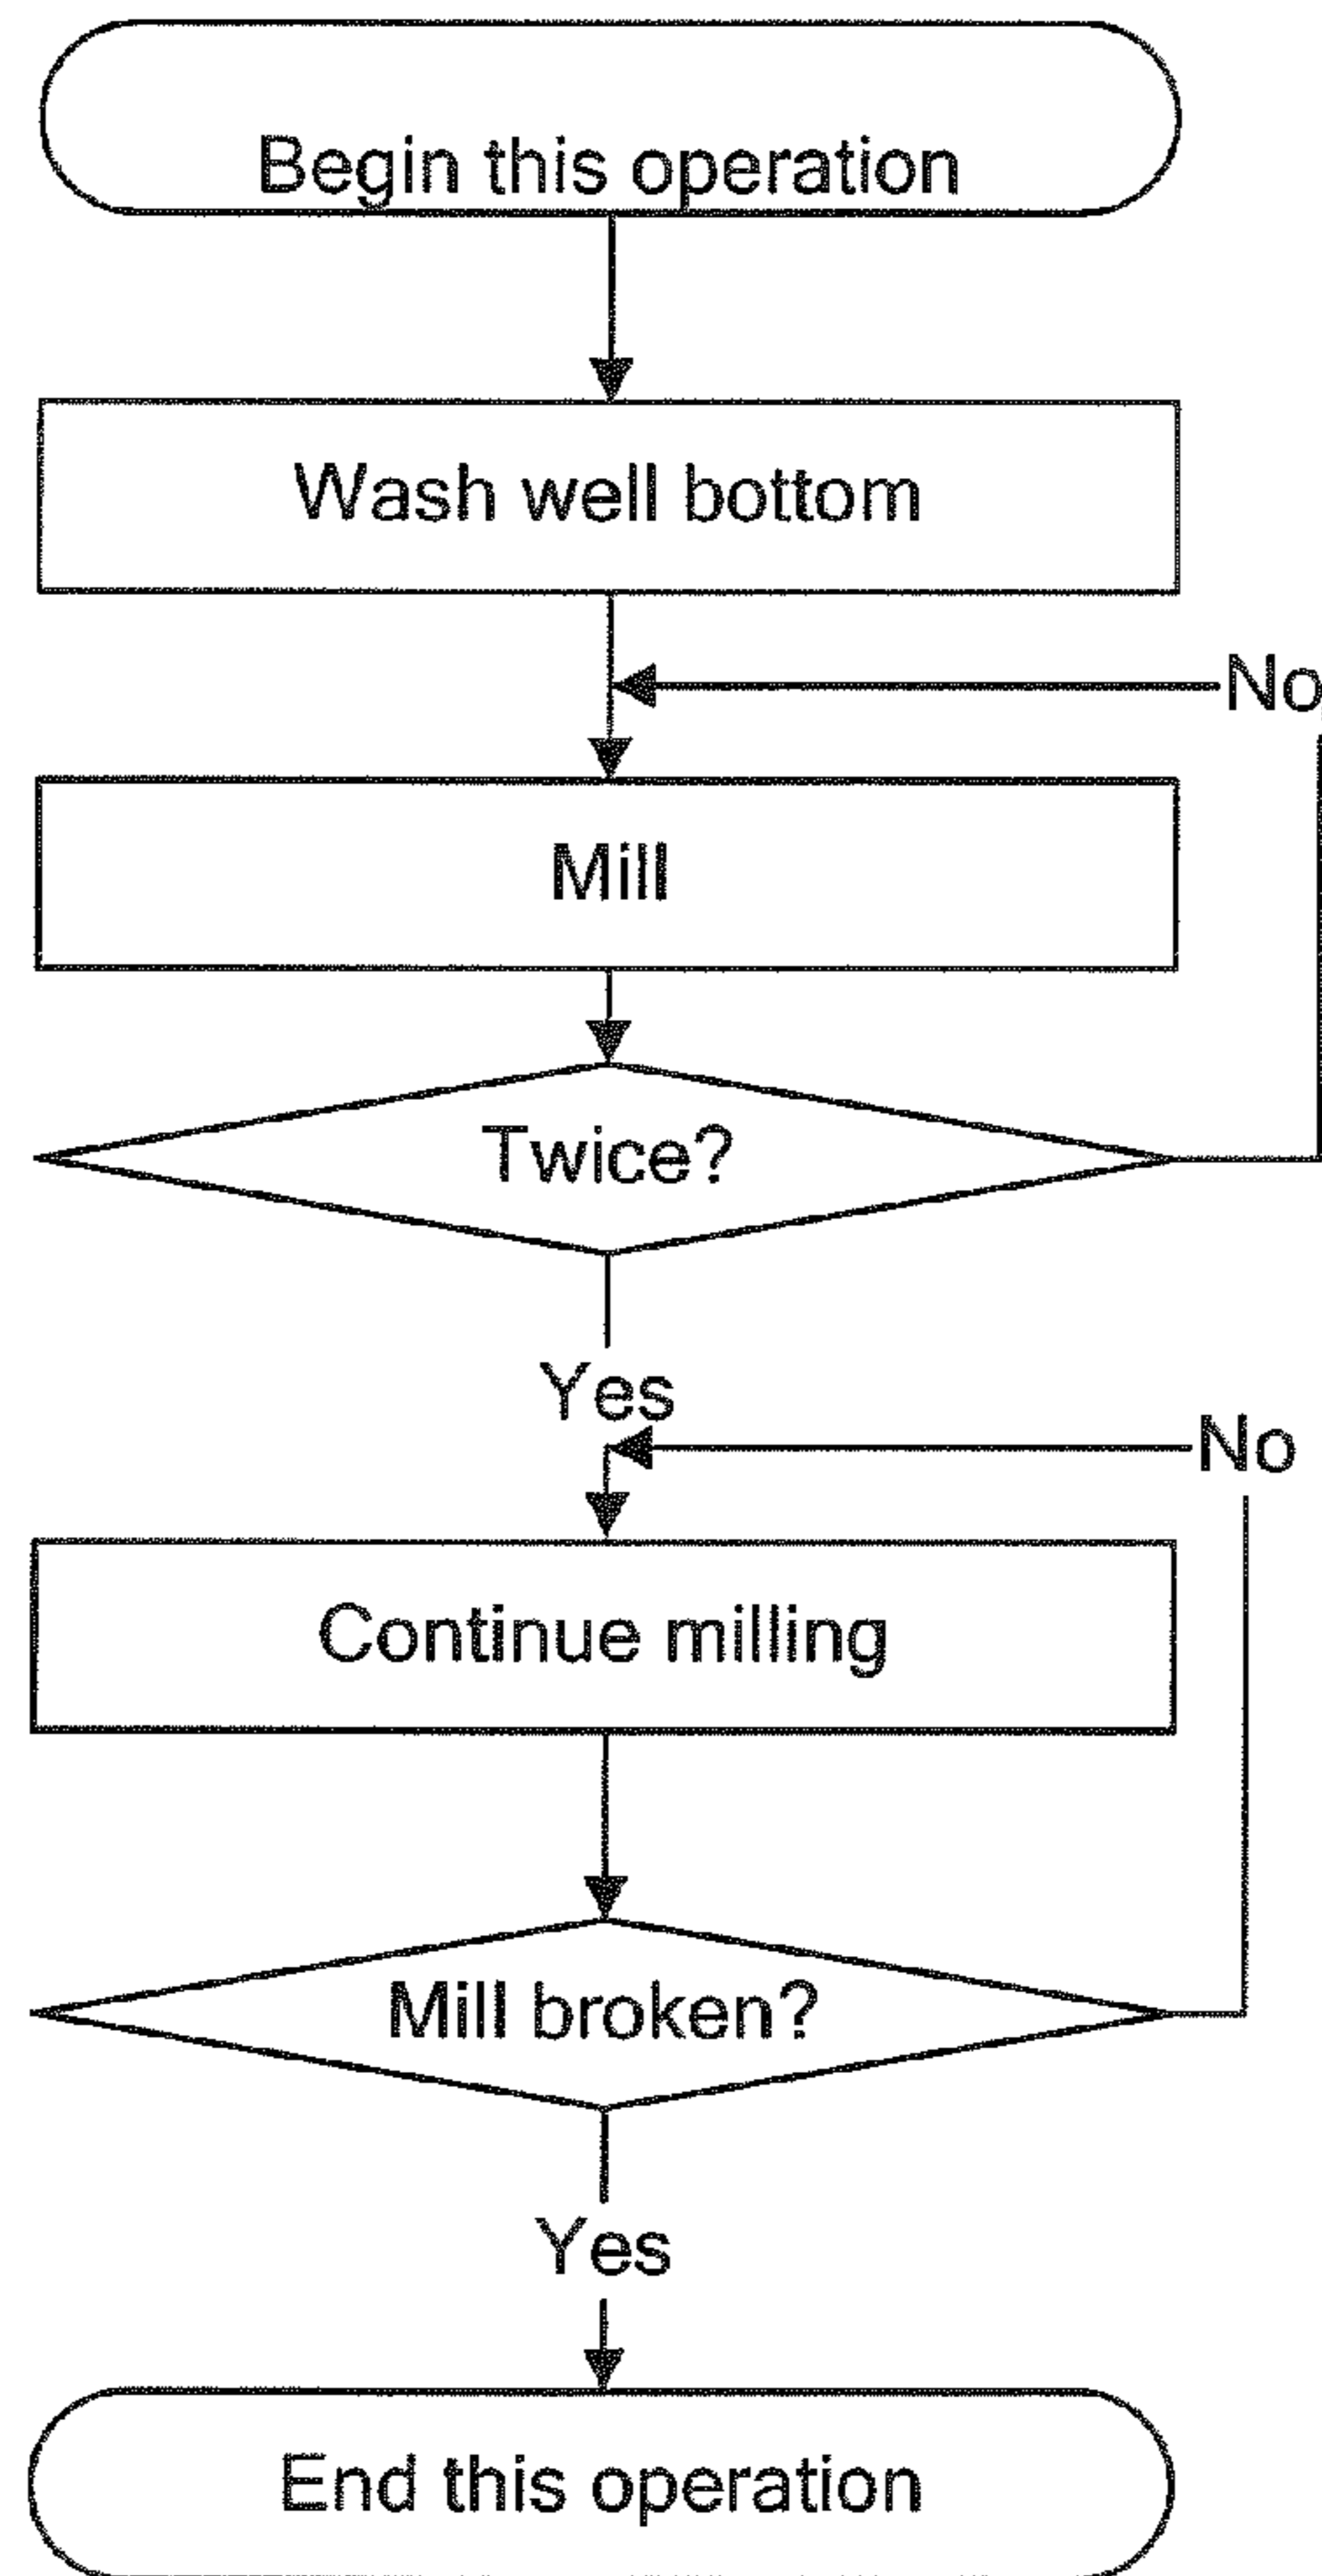 Begin this operation
Wash well bottom
No
Mill
Twice?
Yes
No
Continue milling
Mill broken?
Yes
End this operation